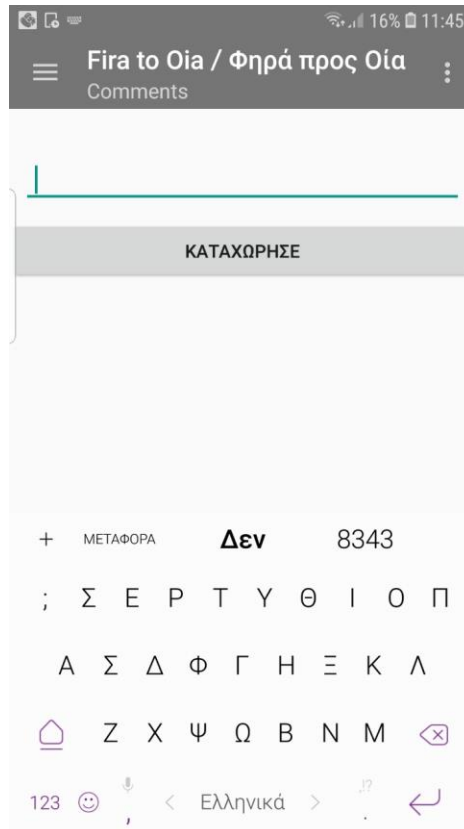 16% 11:45
Fira to Oia / Φηρά προς Οία
Comments
ΚΑΤΑΧΩΡΗΣΕ
+ ΜΕΤΑΦΟΡΑ Δεν 8343
; Σ Ε Ρ Τ Υ Θ Ι Ο Π
Α Σ Δ Φ Γ Η Ξ Κ Λ
Ζ Χ Ψ Ω Β Ν Μ
123 , < Ελληνικά > .!?